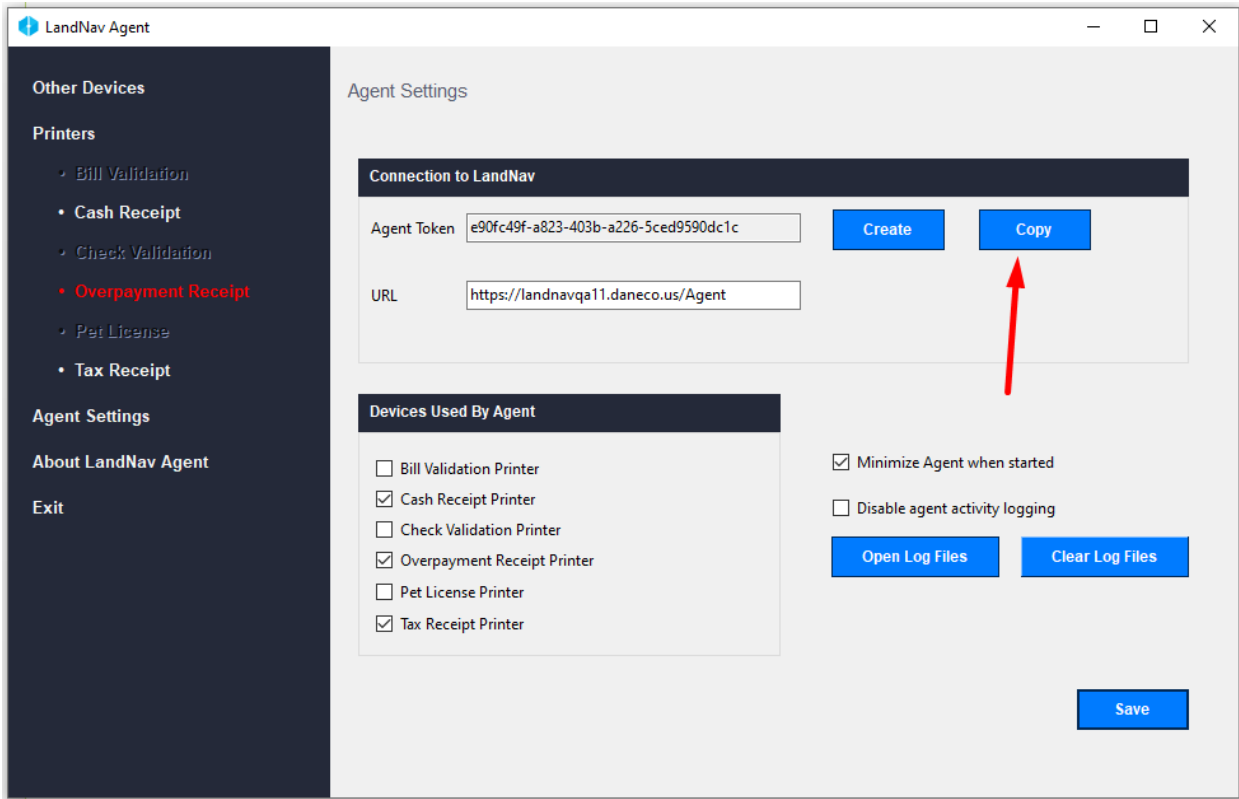 LandNav Agent
Other Devices
Printers
• Bill Validation
• Cash Receipt
• Check Validation
• Overpayment Receipt
• Pet License
• Tax Receipt
Agent Settings
About LandNav Agent
Exit
Agent Settings
Connection to LandNav
Agent Token e90fc49f-a823-403b-a226-5ced9590dc1c Create Copy
URL https://landnavqa11.daneco.us/Agent
Devices Used By Agent
Bill Validation Printer
Cash Receipt Printer
Check Validation Printer
Overpayment Receipt Printer
Pet License Printer
Tax Receipt Printer
Minimize Agent when started
Disable agent activity logging
Open Log Files Clear Log Files
Save